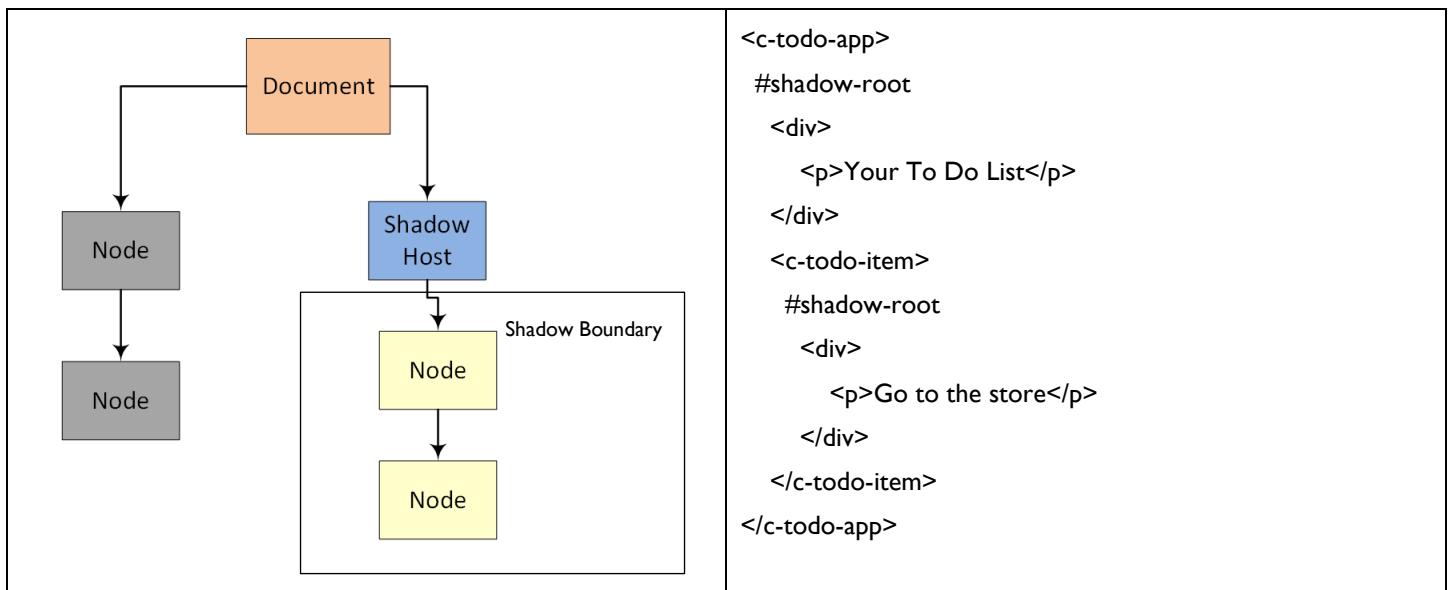 Document
Node
Node
Shadow
Host
Shadow Boundary
Node
Node
<c-todo-app>
#shadow-root
<div>
<p>Your To Do List</p>
</div>
<c-todo-item>
#shadow-root
<div>
<p>Go to the store</p>
</div>
</c-todo-item>
</c-todo-app>